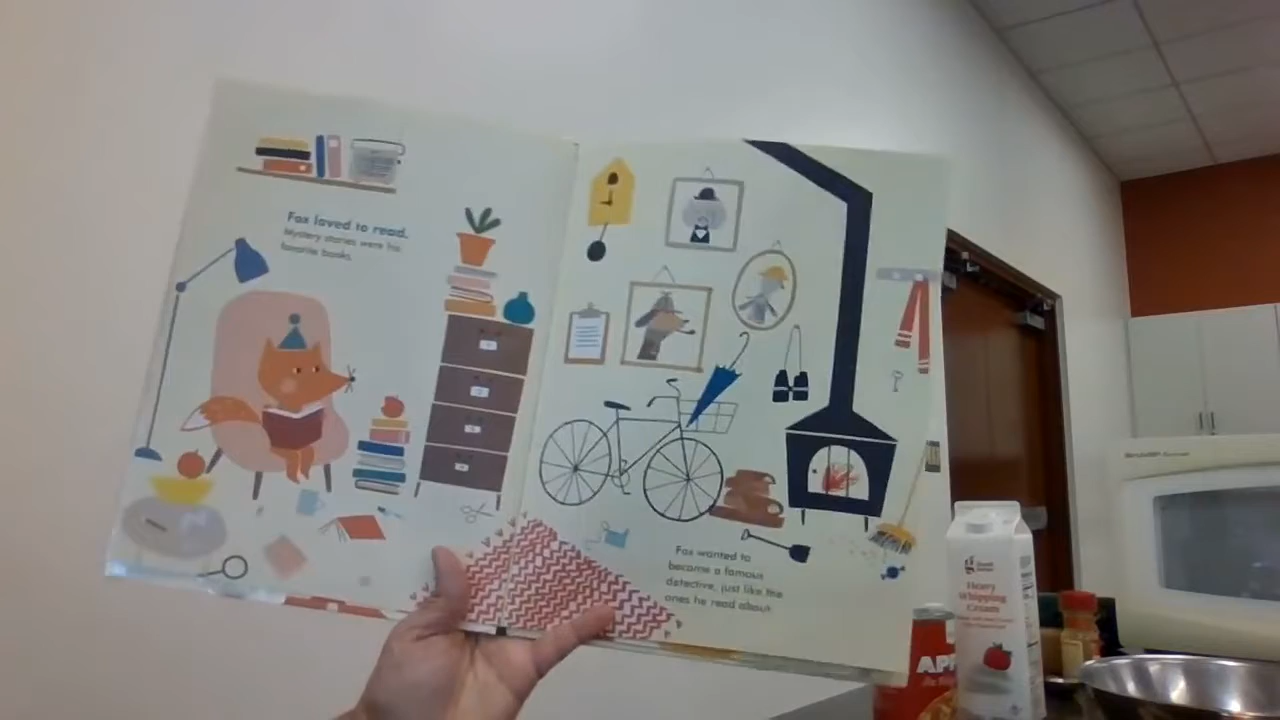 Fox loved to read.
Mystery stories were his
favorite books.
Fox wanted to
become a famous
detective, just like the
ones he read about.
Heavy
Whipping
Cream